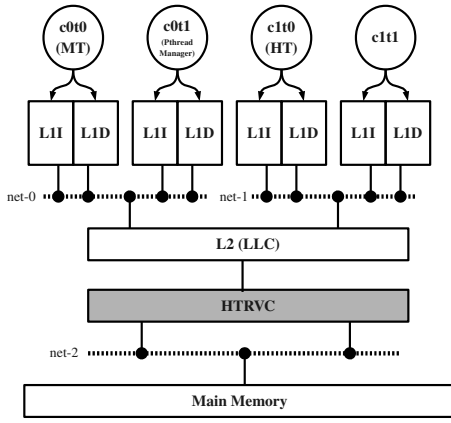 c0t0
(MT)
c0t1
(Pthread
Manager)
c1t0
(HT)
c1t1
L1I L1D L1I L1D L1I L1D L1I L1D
net-0 net-1
L2 (LLC)
HTRVC
net-2
Main Memory